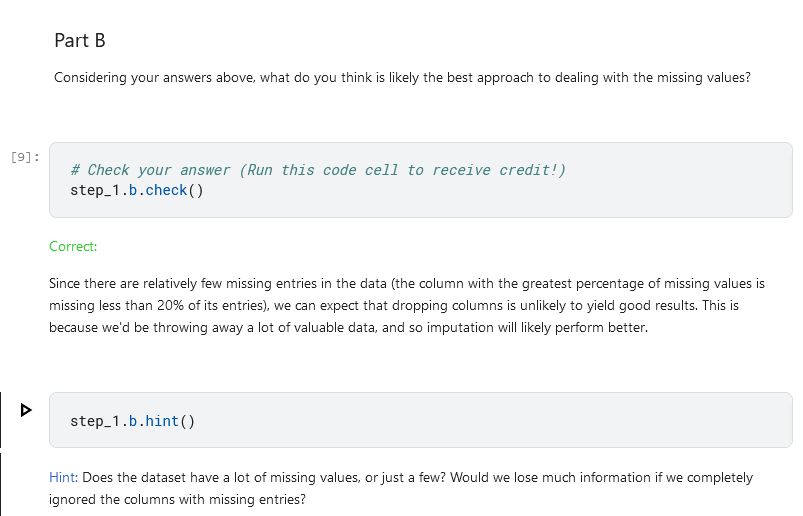 Part B
Considering your answers above, what do you think is likely the best approach to dealing with the missing values?
[9]:
# Check your answer (Run this code cell to receive credit!)
step_1.b.check()
Correct:
Since there are relatively few missing entries in the data (the column with the greatest percentage of missing values is
missing less than 20% of its entries), we can expect that dropping columns is unlikely to yield good results. This is
because we'd be throwing away a lot of valuable data, and so imputation will likely perform better.
step_1.b.hint()
Hint: Does the dataset have a lot of missing values, or just a few? Would we lose much information if we completely
ignored the columns with missing entries?